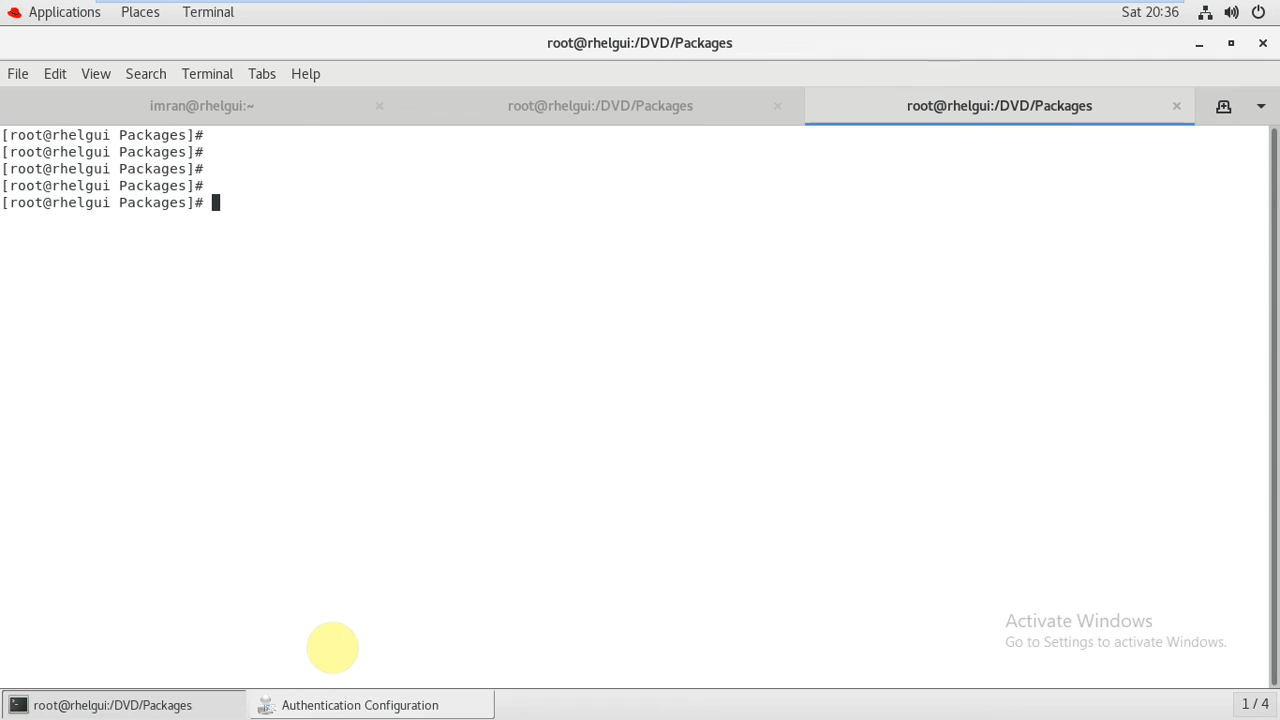 Applications Places Terminal Sat 20:36
root@rhelgui:/DVD/Packages
File Edit View Search Terminal Tabs Help
imran@rhelgui:~ root@rhelgui:/DVD/Packages root@rhelgui:/DVD/Packages
[root@rhelgui Packages]#
[root@rhelgui Packages]#
[root@rhelgui Packages]#
[root@rhelgui Packages]#
[root@rhelgui Packages]#
Activate Windows
Go to Settings to activate Windows.
root@rhelgui:/DVD/Packages Authentication Configuration 1 / 4